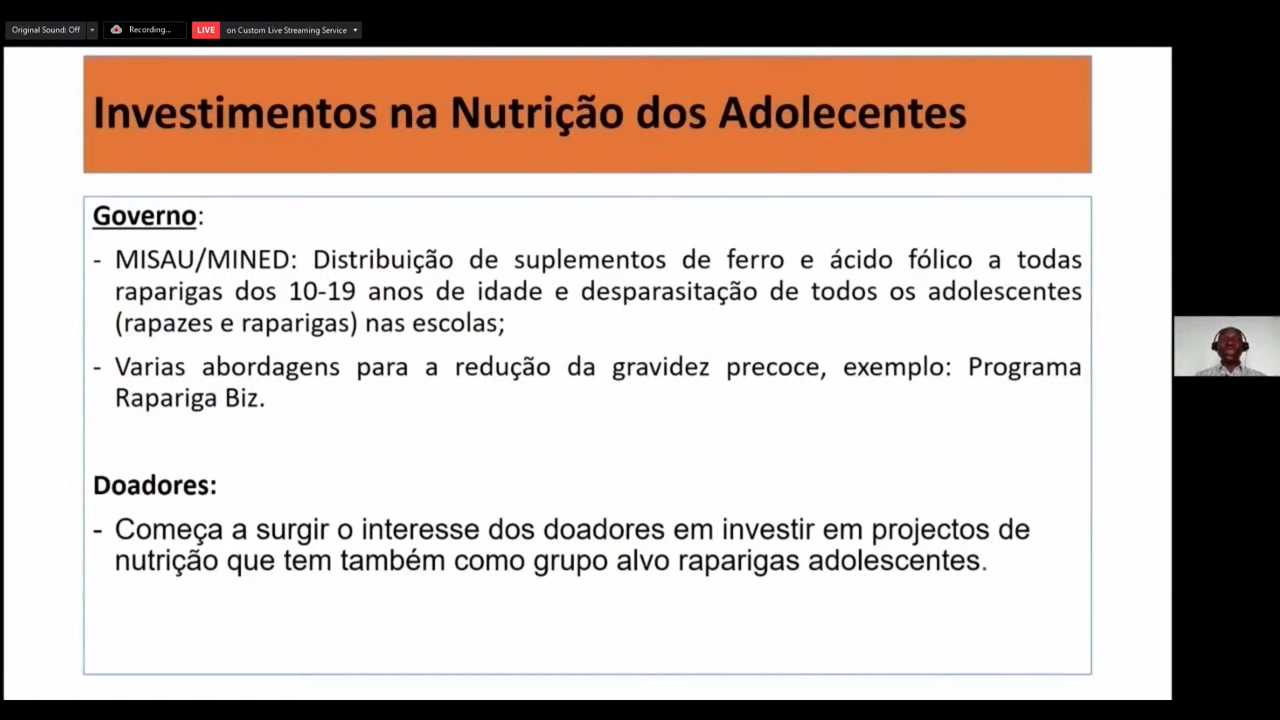 Original Sound: Off
Recording...
LIVE
on Custom Live Streaming Service
Investimentos na Nutrição dos Adolecentes
Governo:
- MISAU/MINED: Distribuição de suplementos de ferro e ácido fólico a todas
raparigas dos 10-19 anos de idade e desparasitação de todos os adolescentes
(rapazes e raparigas) nas escolas;
- Varias abordagens para a redução da gravidez precoce, exemplo: Programa
Rapariga Biz.
Doadores:
- Começa a surgir o interesse dos doadores em investir em projectos de
nutrição que tem também como grupo alvo raparigas adolescentes.